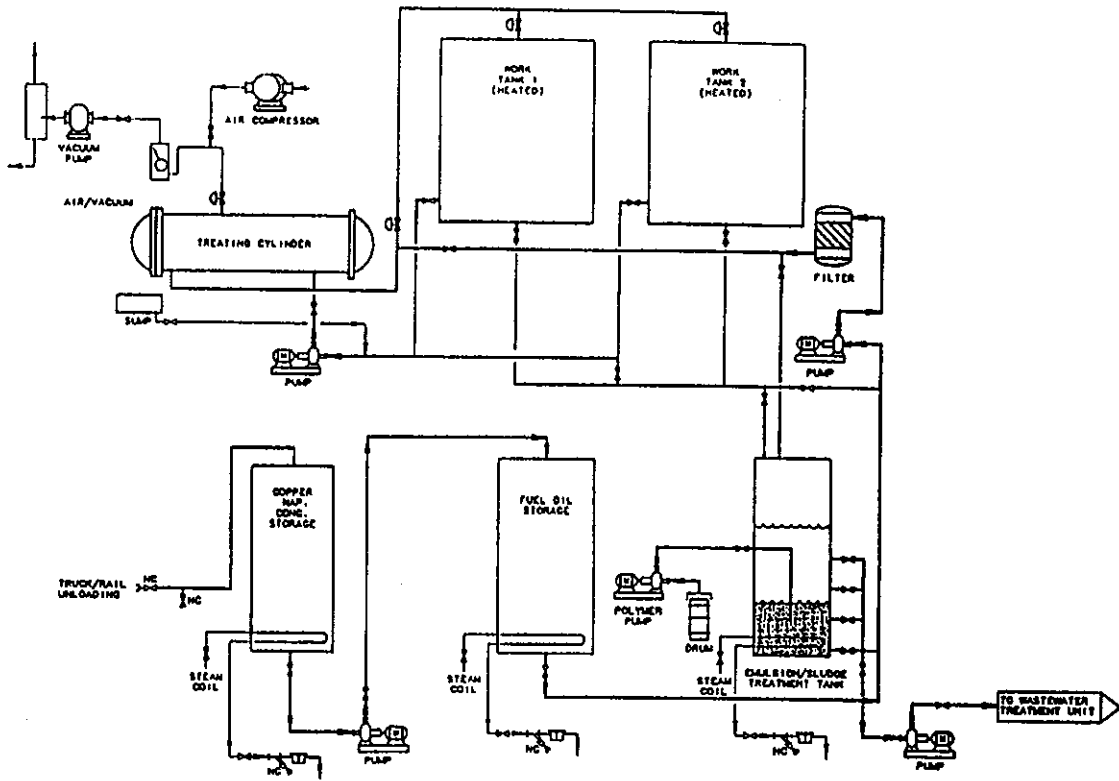 WORK
TANK 1
(HEATED)
WORK
TANK 2
(HEATED)
AIR COMPRESSOR
VACUUM
PUMP
AIR/VACUUM
TREATING CYLINDER
FILTER
SUMP
M
PUMP
M
PUMP
COPPER
NAP.
CONC.
STORAGE
FUEL OIL
STORAGE
TRUCK/RAIL
UNLOADING
NC
NC
M
POLYMER
PUMP
DRUM
STEAM
COIL
STEAM
COIL
STEAM
COIL
EMULSION/SLUDGE
TREATMENT TANK
TO WASTEWATER
TREATMENT UNIT
M
PUMP
M
PUMP
NC
NC
NC